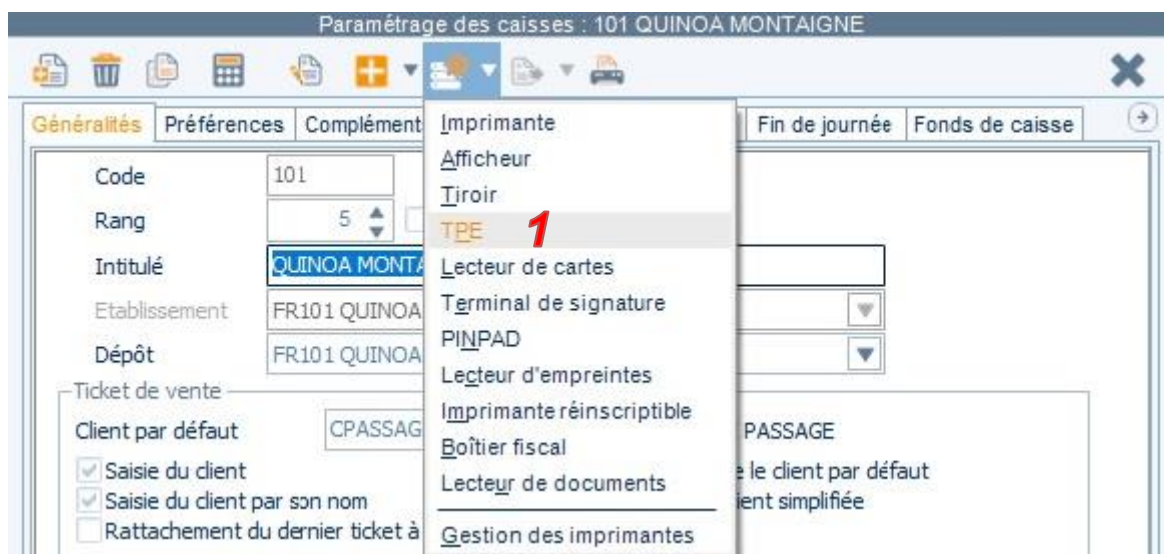 Paramétrage des caisses : 101 QUINOA MONTAIGNE
Généralités Préférences Complément Fin de journée Fonds de caisse
Imprimante
Afficheur
Tiroir
TPE 1
Lecteur de cartes
Terminal de signature
PINPAD
Lecteur d'empreintes
Imprimante réinscriptible
Boîtier fiscal
Lecteur de documents
Gestion des imprimantes
Code 101
Rang 5
Intitulé QUINOA MONTA
Etablissement FR101 QUINOA
Dépôt FR101 QUINOA
Ticket de vente
Client par défaut CPASSAG PASSAGE
Saisie du client le client par défaut
Saisie du client par son nom ient simplifiée
Rattachement du dernier ticket à